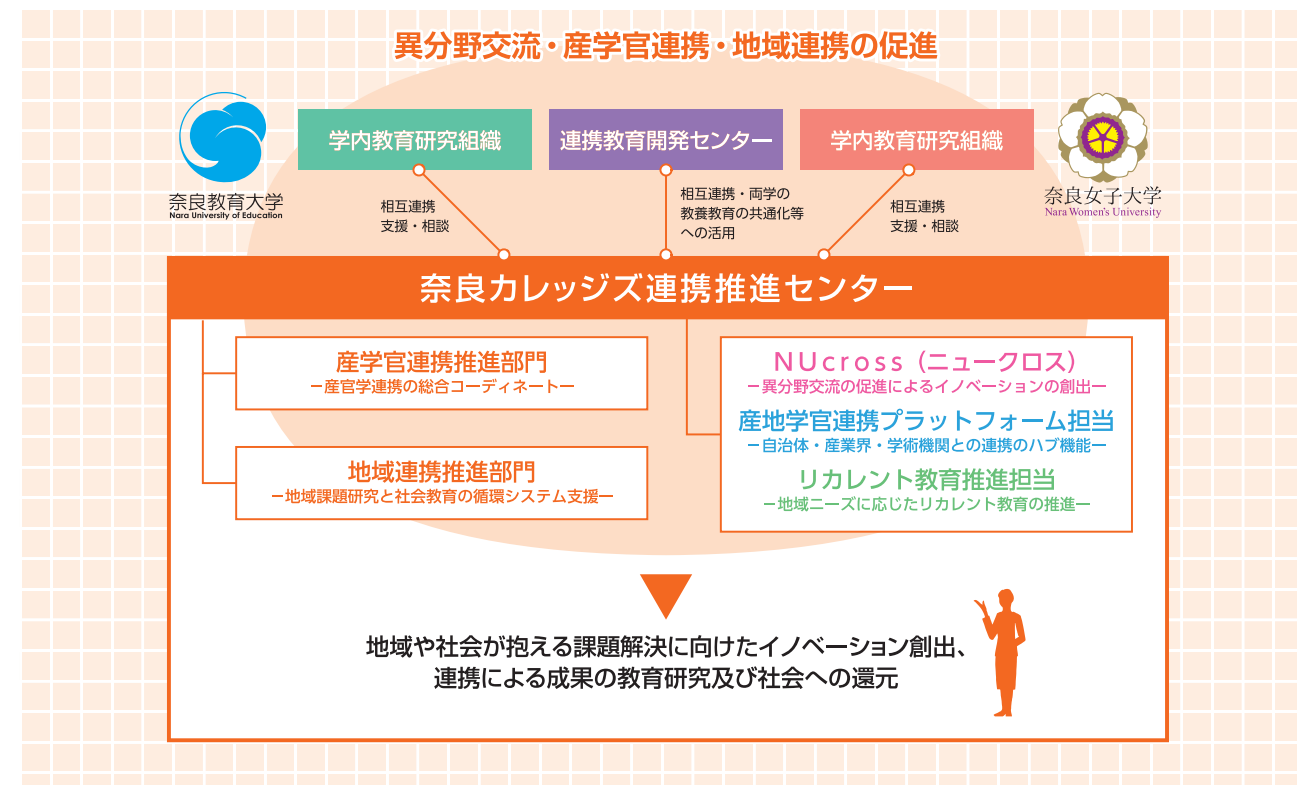 異分野交流・産学官連携・地域連携の促進
学内教育研究組織
連携教育開発センター
学内教育研究組織
奈良教育大学
Nara University of Education
奈良女子大学
Nara Women's University
相互連携
支援・相談
相互連携・両学の
教養教育の共通化等
への活用
相互連携
支援・相談
奈良カレッジズ連携推進センター
産学官連携推進部門
ー産官学連携の総合コーディネートー
地域連携推進部門
ー地域課題研究と社会教育の循環システム支援ー
NUcross（ニュークロス）
ー異分野交流の促進によるイノベーションの創出ー
産地学官連携プラットフォーム担当
ー自治体・産業界・学術機関との連携のハブ機能ー
リカレント教育推進担当
ー地域ニーズに応じたリカレント教育の推進ー
地域や社会が抱える課題解決に向けたイノベーション創出、
連携による成果の教育研究及び社会への還元